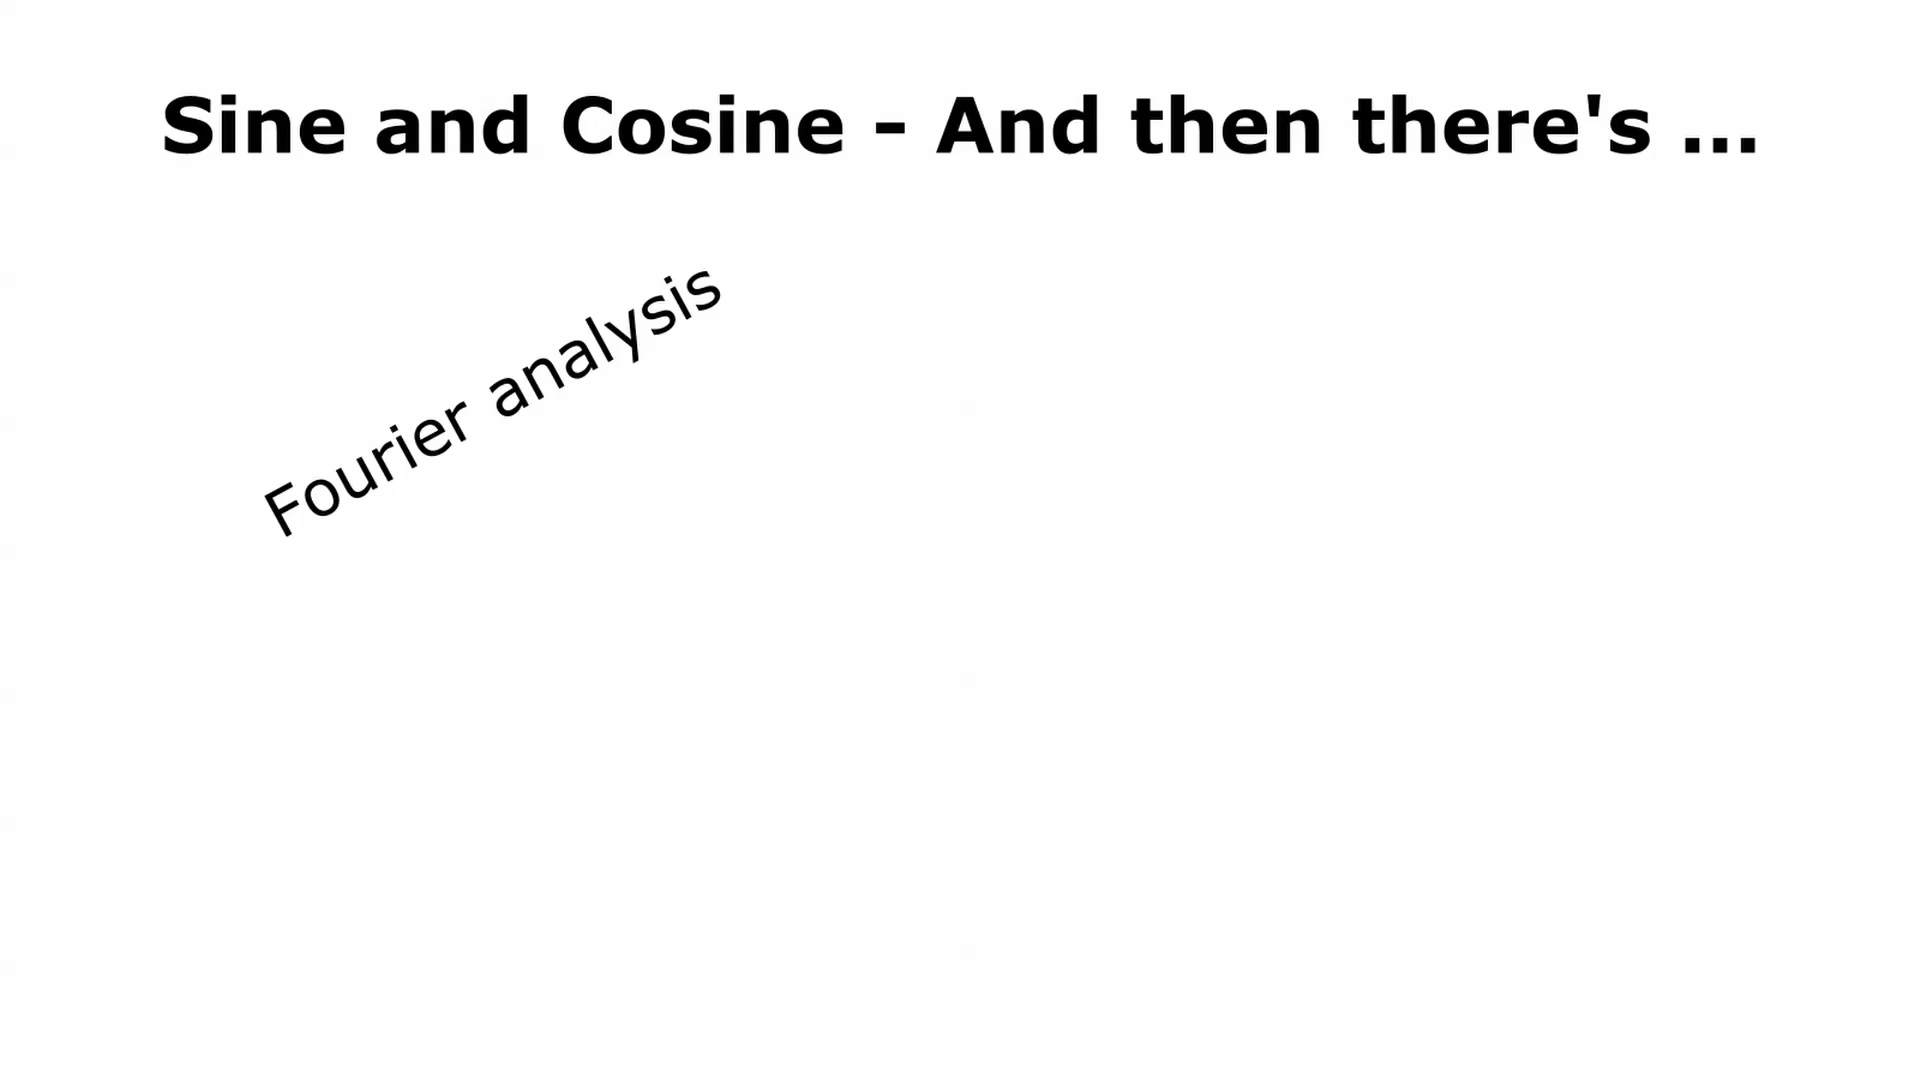 Sine and Cosine - And then there's ...
Fourier analysis